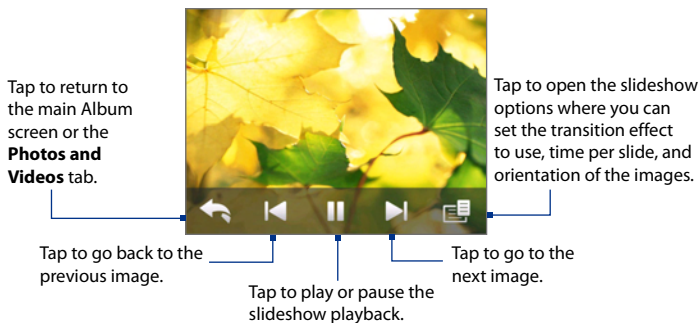 Tap to return to
the main Album
screen or the
Photos and
Videos tab.
Tap to open the slideshow
options where you can
set the transition effect
to use, time per slide, and
orientation of the images.
Tap to go back to the
previous image.
Tap to play or pause the
slideshow playback.
Tap to go to the
next image.